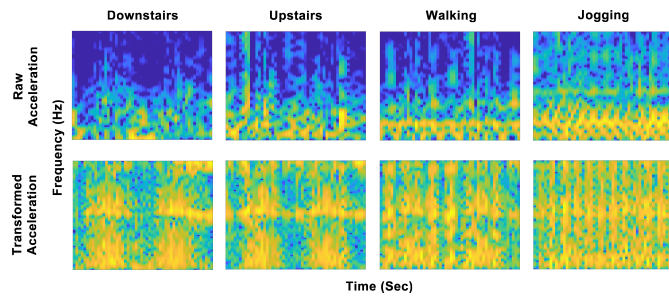 Downstairs Upstairs Walking Jogging
Raw
Acceleration
Frequency (Hz)
Transformed
Acceleration
Time (Sec)